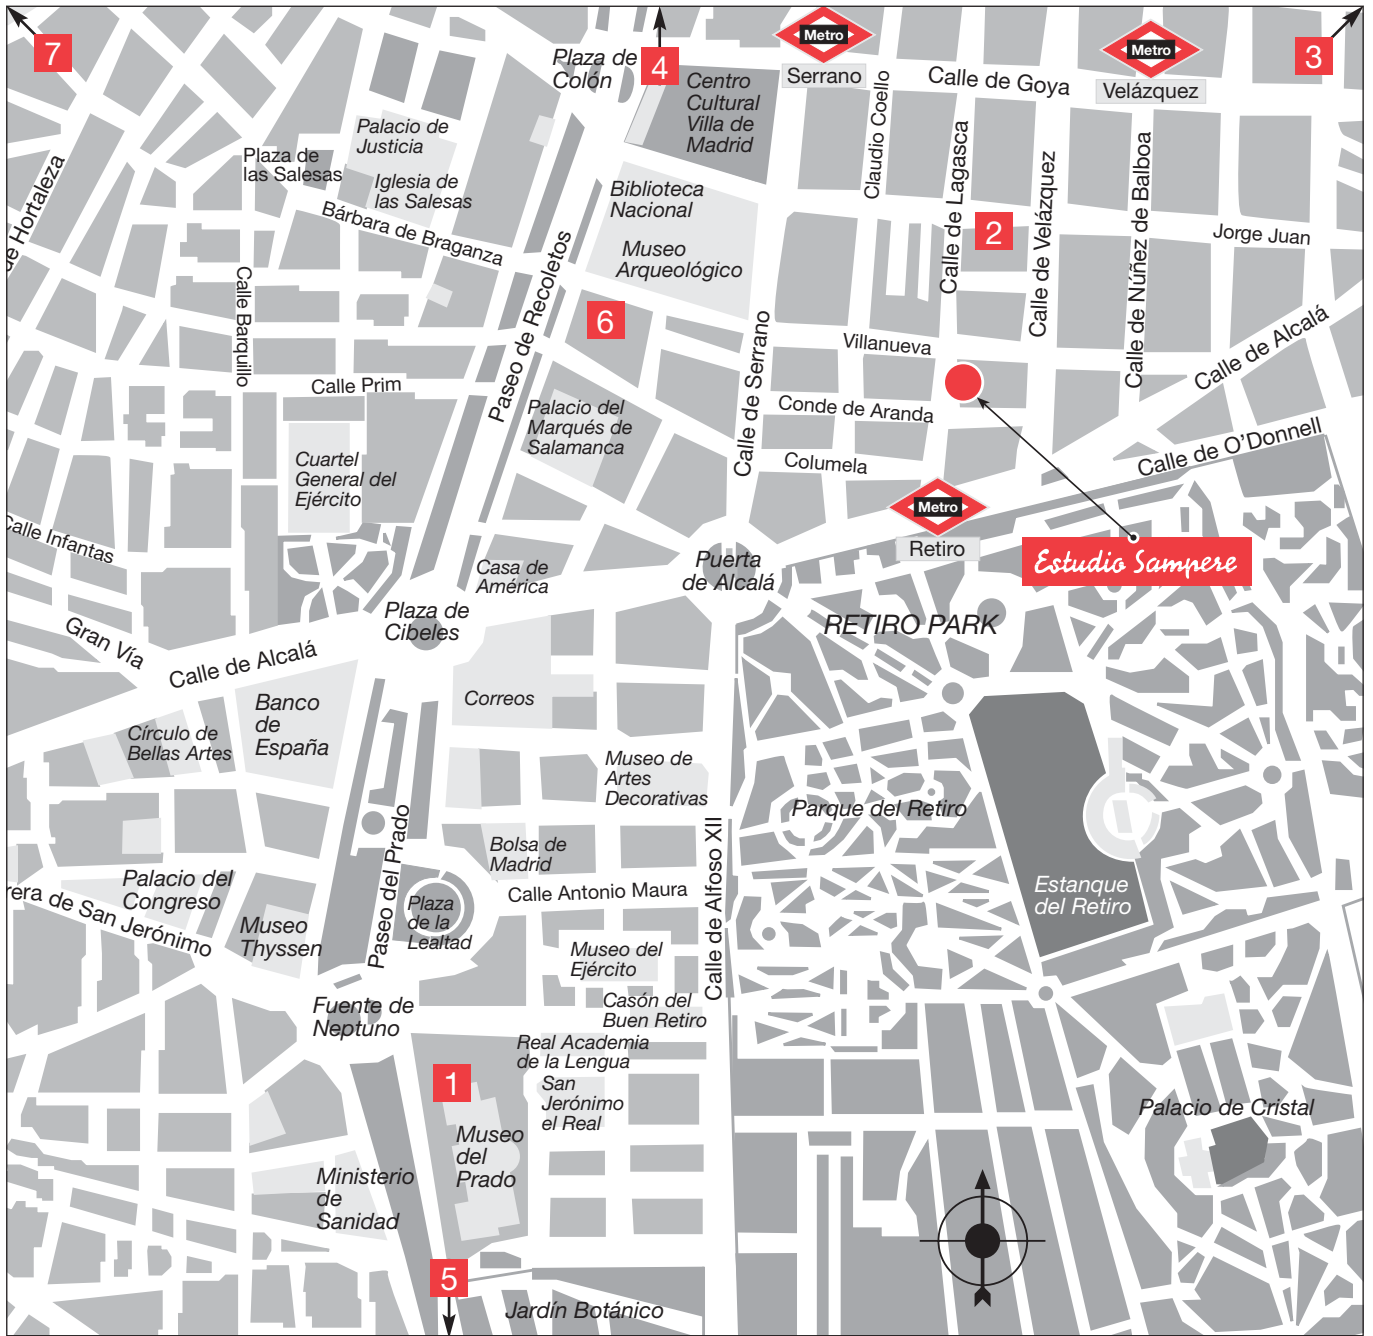 7
4
3
Metro
Serrano
Metro
Velázquez
Plaza de
Colón
Centro
Cultural
Villa de
Madrid
Calle de Goya
Claudio Coello
Calle de Lagasca
Calle de Velázquez
Calle de Núñez de Balboa
Jorge Juan
2
Palacio de
Justicia
Plaza de
las Salesas
Iglesia de
las Salesas
Bárbara de Braganza
de Hortaleza
Calle Barquillo
Biblioteca
Nacional
Museo
Arqueológico
Paseo de Recoletos
6
Calle de Serrano
Villanueva
Calle de Alcalá
Calle Prim
Palacio del
Marqués de
Salamanca
Conde de Aranda
Columela
Calle de O'Donnell
Cuartel
General del
Ejército
Metro
Retiro
Estudio Sampere
Calle Infantas
Casa de
América
Puerta
de Alcalá
Plaza de
Cibeles
RETIRO PARK
Gran Vía
Calle de Alcalá
Banco
de
España
Correos
Círculo de
Bellas Artes
Museo de
Artes
Decorativas
Parque del Retiro
Paseo del Prado
Bolsa de
Madrid
Calle Antonio Maura
Calle de Alfoso XII
Estanque
del Retiro
Palacio del
Congreso
rera de San Jerónimo
Museo
Thyssen
Plaza
de la
Lealtad
Museo del
Ejército
Fuente de
Neptuno
Casón del
Buen Retiro
Real Academia
de la Lengua
San
Jerónimo
el Real
1
Museo
del
Prado
Palacio de Cristal
Ministerio
de
Sanidad
5
Jardín Botánico